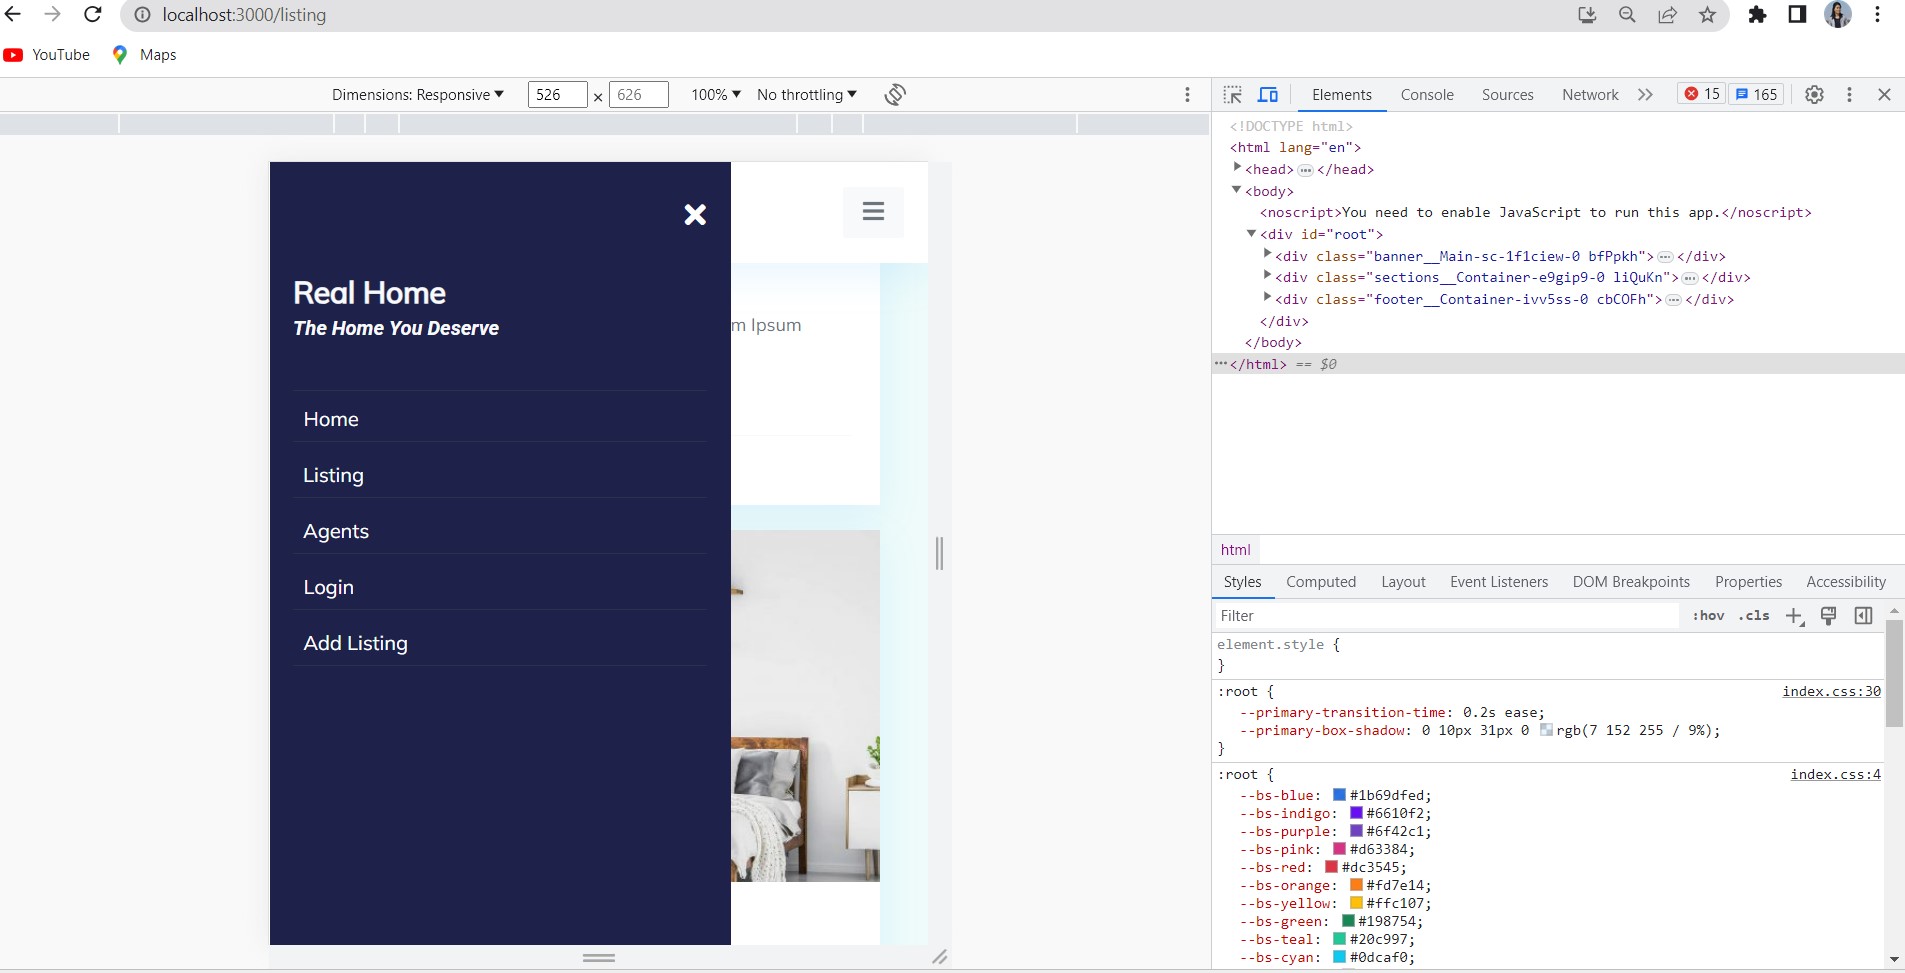 localhost:3000/listing
YouTube Maps
Dimensions: Responsive 526 × 626 100% No throttling
Elements Console Sources Network 15 165
Real Home
The Home You Deserve
Home
Listing
Agents
Login
Add Listing
m Ipsum
<!DOCTYPE html>
<html lang="en">
<head> ⋯ </head>
<body>
<noscript>You need to enable JavaScript to run this app.</noscript>
<div id="root">
<div class="banner__Main-sc-1f1ciew-0 bfPpkh"> ⋯ </div>
<div class="sections__Container-e9gip9-0 liQuKn"> ⋯ </div>
<div class="footer__Container-ivv5ss-0 cbCOFh"> ⋯ </div>
</div>
</body>
⋯ </html> == $0
html
Styles Computed Layout Event Listeners DOM Breakpoints Properties Accessibility
Filter :hov .cls
element.style {
}
:root { index.css:30
--primary-transition-time: 0.2s ease;
--primary-box-shadow: 0 10px 31px 0 rgb(7 152 255 / 9%);
}
:root { index.css:4
--bs-blue: #1b69dfed;
--bs-indigo: #6610f2;
--bs-purple: #6f42c1;
--bs-pink: #d63384;
--bs-red: #dc3545;
--bs-orange: #fd7e14;
--bs-yellow: #ffc107;
--bs-green: #198754;
--bs-teal: #20c997;
--bs-cyan: #0dcaf0;